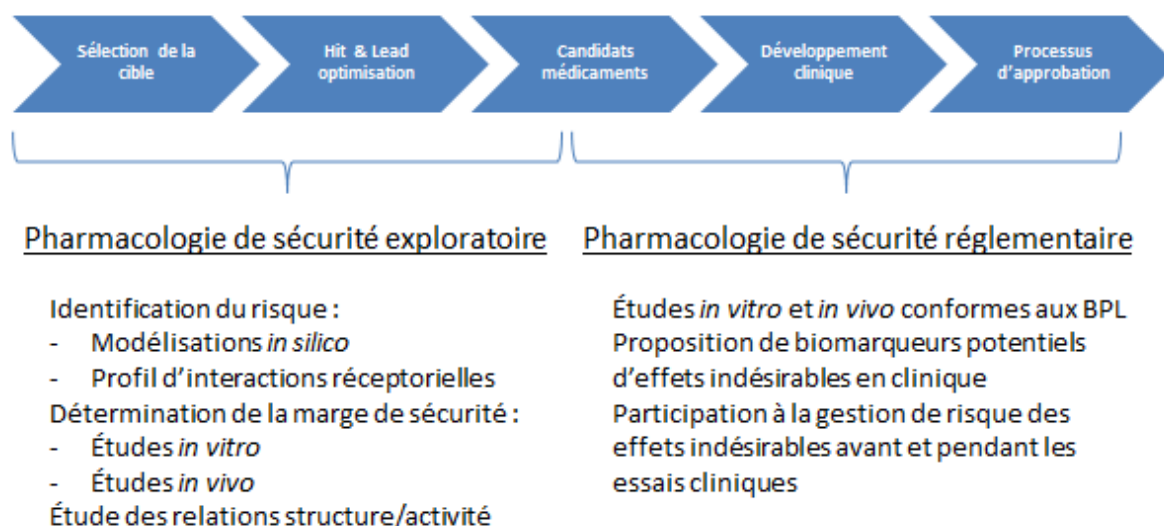 Sélection de la
cible
Hit & Lead
optimisation
Candidats
médicaments
Développement
clinique
Processus
d'approbation
Pharmacologie de sécurité exploratoire
Identification du risque :
- Modélisations in silico
- Profil d'interactions réceptorielles
Détermination de la marge de sécurité :
- Études in vitro
- Études in vivo
Étude des relations structure/activité
Pharmacologie de sécurité réglementaire
Études in vitro et in vivo conformes aux BPL
Proposition de biomarqueurs potentiels
d'effets indésirables en clinique
Participation à la gestion de risque des
effets indésirables avant et pendant les
essais cliniques